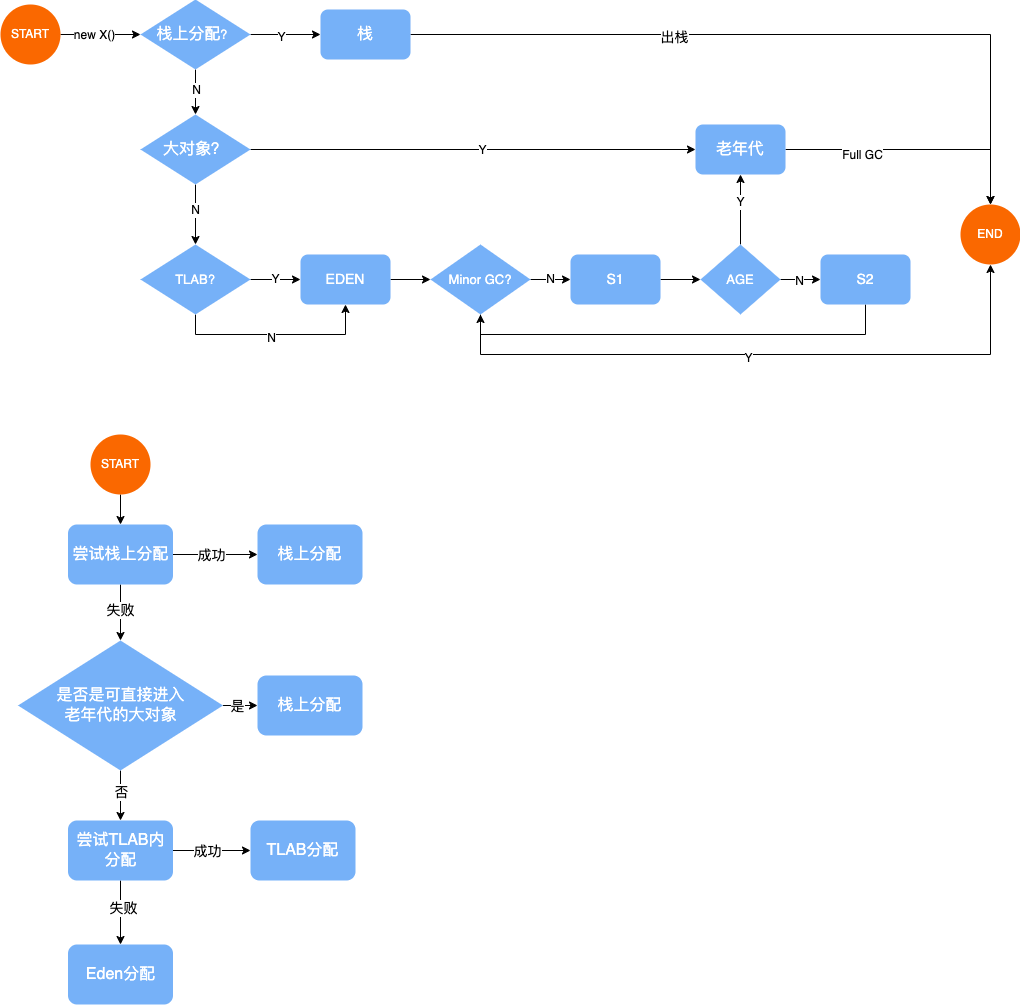 START
new X()
栈上分配?
Y
栈
出栈
N
大对象?
Y
老年代
Full GC
N
Y
END
TLAB?
Y
EDEN
Minor GC?
N
S1
AGE
N
S2
N
Y
START
尝试栈上分配
成功
栈上分配
失败
是否是可直接进入
老年代的大对象
是
栈上分配
否
尝试TLAB内
分配
成功
TLAB分配
失败
Eden分配